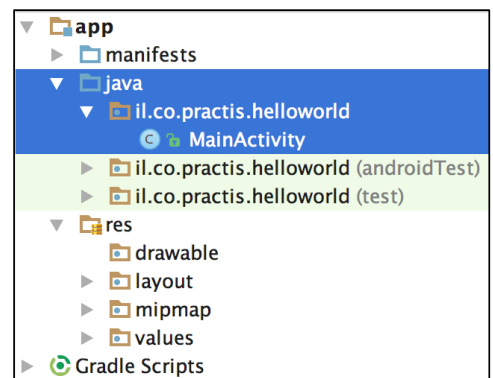 app
manifests
java
il.co.practis.helloworld
C MainActivity
il.co.practis.helloworld (androidTest)
il.co.practis.helloworld (test)
res
drawable
layout
mipmap
values
Gradle Scripts